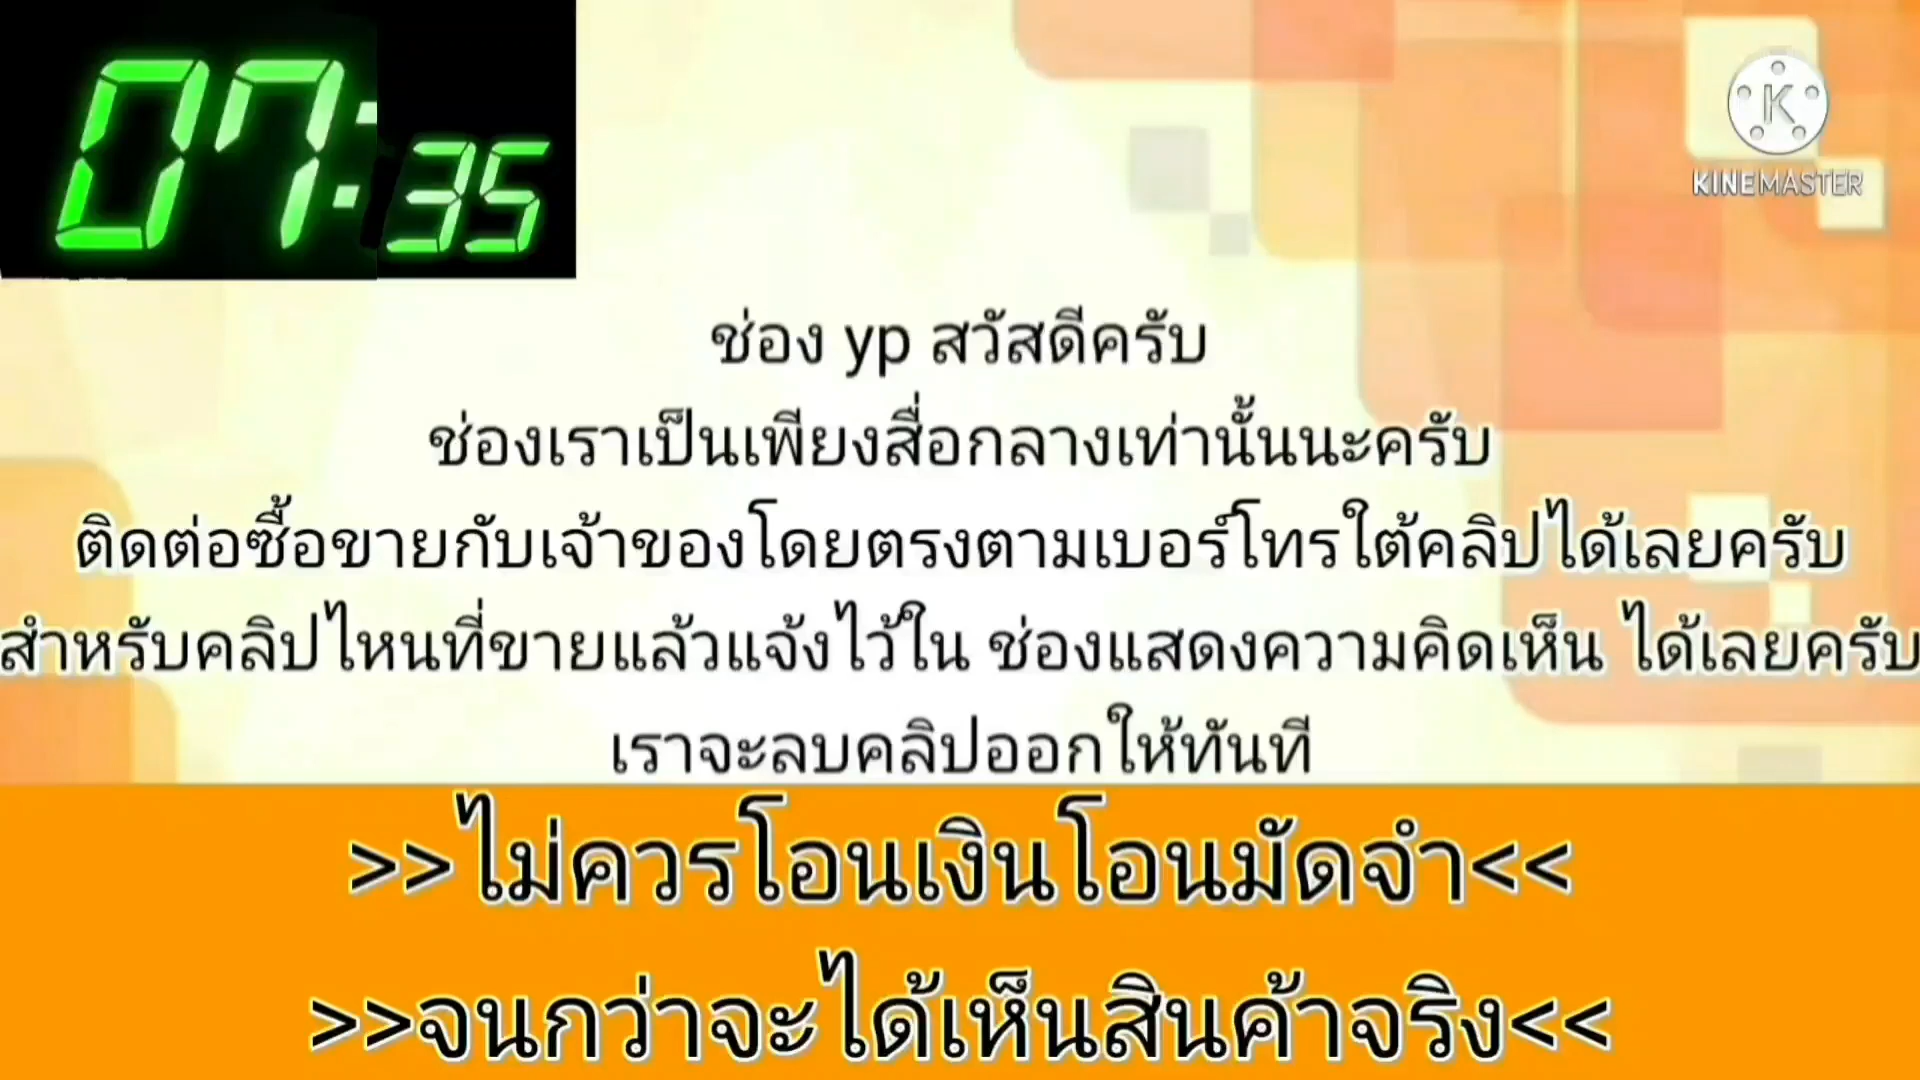 07:35
KINEMASTER
ช่อง yp สวัสดีครับ
ช่องเราเป็นเพียงสื่อกลางเท่านั้นนะครับ
ติดต่อซื้อขายกับเจ้าของโดยตรงตามเบอร์โทรใต้คลิปได้เลยครับ
สำหรับคลิปไหนที่ขายแล้วแจ้งไว้ใน ช่องแสดงความคิดเห็น ได้เลยครับ
เราจะลบคลิปออกให้ทันที
>>ไม่ควรโอนเงินโอนมัดจำ<<
>>จนกว่าจะได้เห็นสินค้าจริง<<